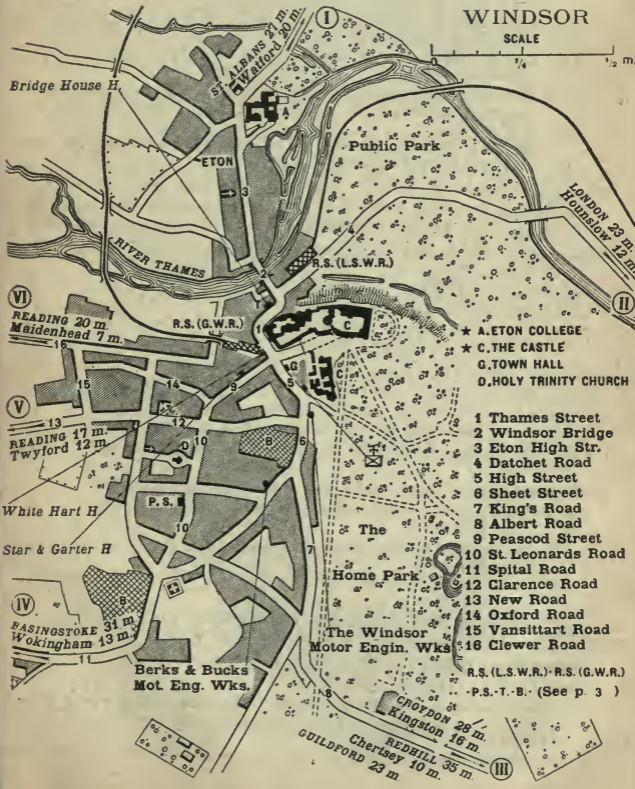 WINDSOR
SCALE
0 1/4 1/2 m.
I
ST. ALBANS 27 m.
Watford 20 m.
Bridge House H.
A
ETON
3
Public Park
4
LONDON 23 m.
Hounslow 12 m.
II
RIVER THAMES
2
R.S. (L.S.W.R.)
VI
READING 20 m.
Maidenhead 7 m.
16
R.S. (G.W.R.)
1
C
G
C
5
9
15
14
V
13
READING 17 m.
Twyford 12 m.
12
10
B
6
D
White Hart H
P.S.
Star & Garter H
10
7
The
Home Park
IV
B
BASINGSTOKE 31 m.
Wokingham 13 m.
11
The Windsor
Motor Engin. Wks
Berks & Bucks
Mot. Eng. Wks.
8
CROYDON 28 m.
Kingston 16 m.
REDHILL 35 m.
Chertsey 10 m.
GUILDFORD 23 m.
III
★ A. ETON COLLEGE
★ C. THE CASTLE
G. TOWN HALL
D. HOLY TRINITY CHURCH
1 Thames Street
2 Windsor Bridge
3 Eton High Str.
4 Datchet Road
5 High Street
6 Sheet Street
7 King's Road
8 Albert Road
9 Peascod Street
10 St. Leonards Road
11 Spital Road
12 Clarence Road
13 New Road
14 Oxford Road
15 Vansittart Road
16 Clewer Road
R.S. (L.S.W.R.)-R.S. (G.W.R.)
-P.S.-T.-B.- (See p. 3)